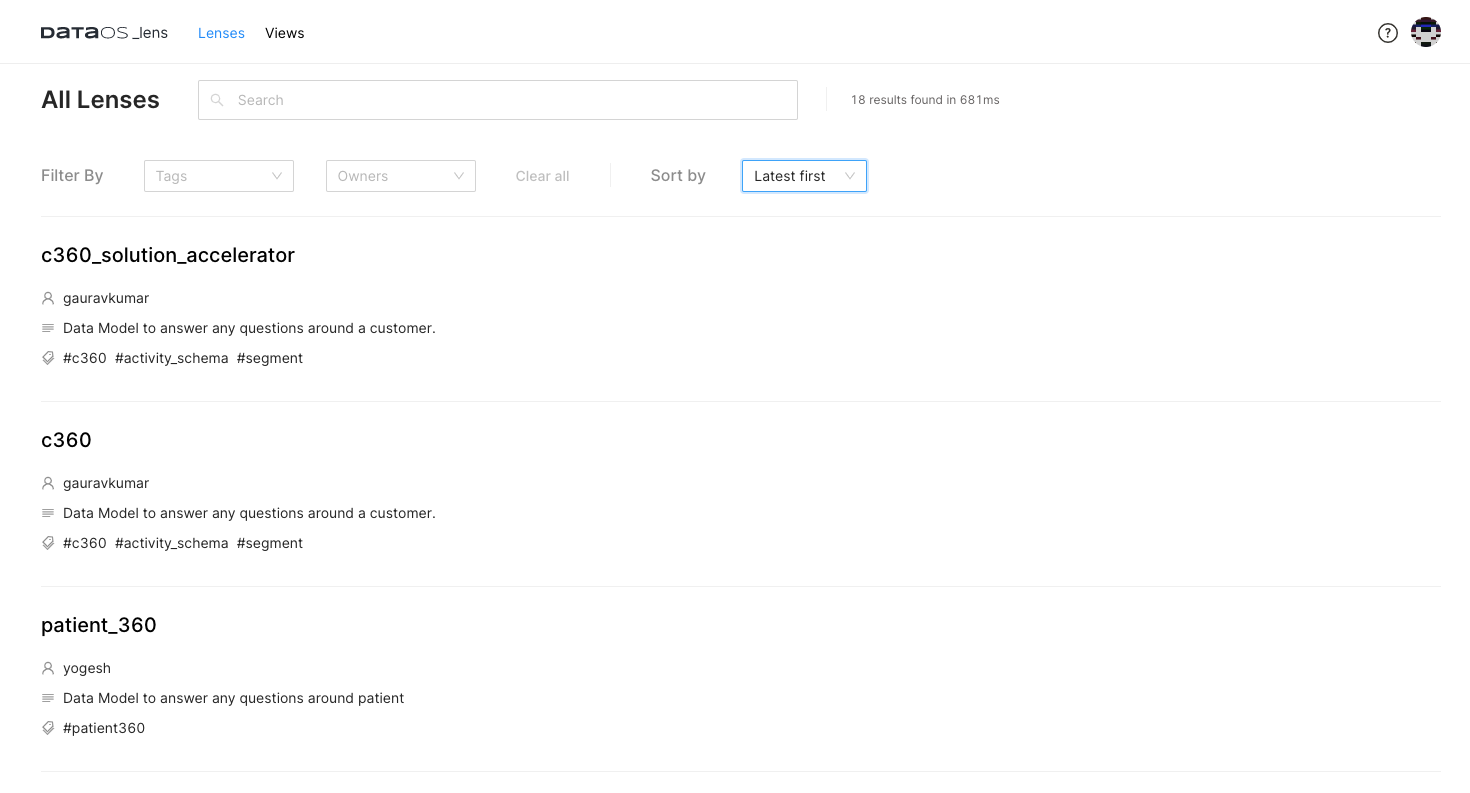 DATAOS_lens Lenses Views ?
All Lenses Search 18 results found in 681ms
Filter By Tags Owners Clear all Sort by Latest first
c360_solution_accelerator
gauravkumar
Data Model to answer any questions around a customer.
#c360 #activity_schema #segment
c360
gauravkumar
Data Model to answer any questions around a customer.
#c360 #activity_schema #segment
patient_360
yogesh
Data Model to answer any questions around patient
#patient360